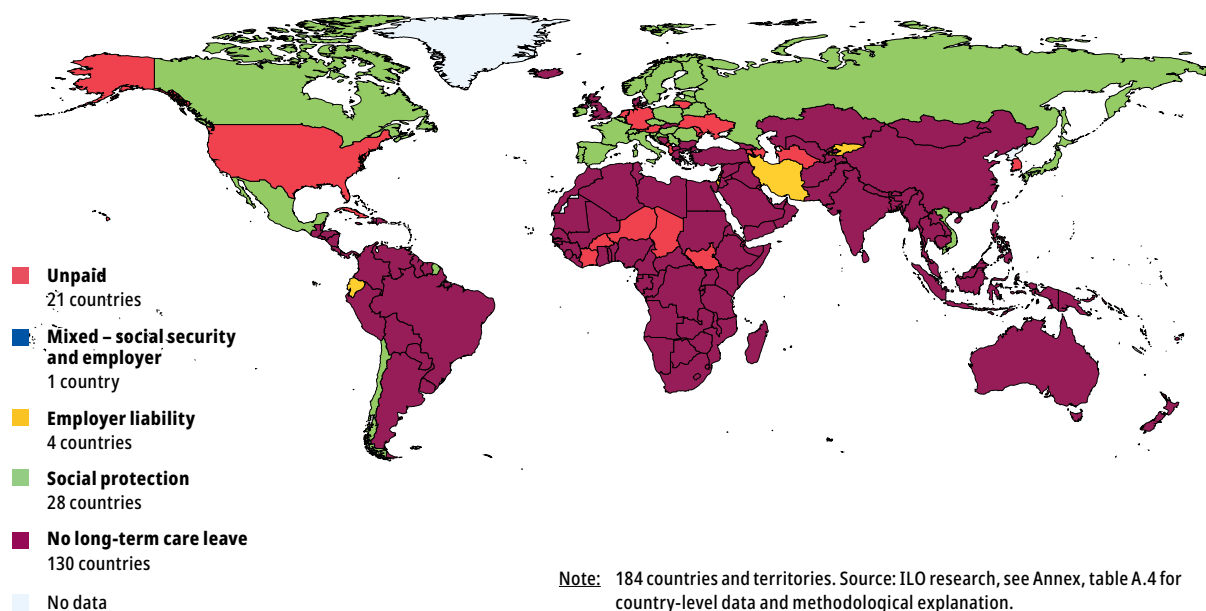 Unpaid
21 countries
Mixed – social security
and employer
1 country
Employer liability
4 countries
Social protection
28 countries
No long-term care leave
130 countries
No data
Note: 184 countries and territories. Source: ILO research, see Annex, table A.4 for
country-level data and methodological explanation.